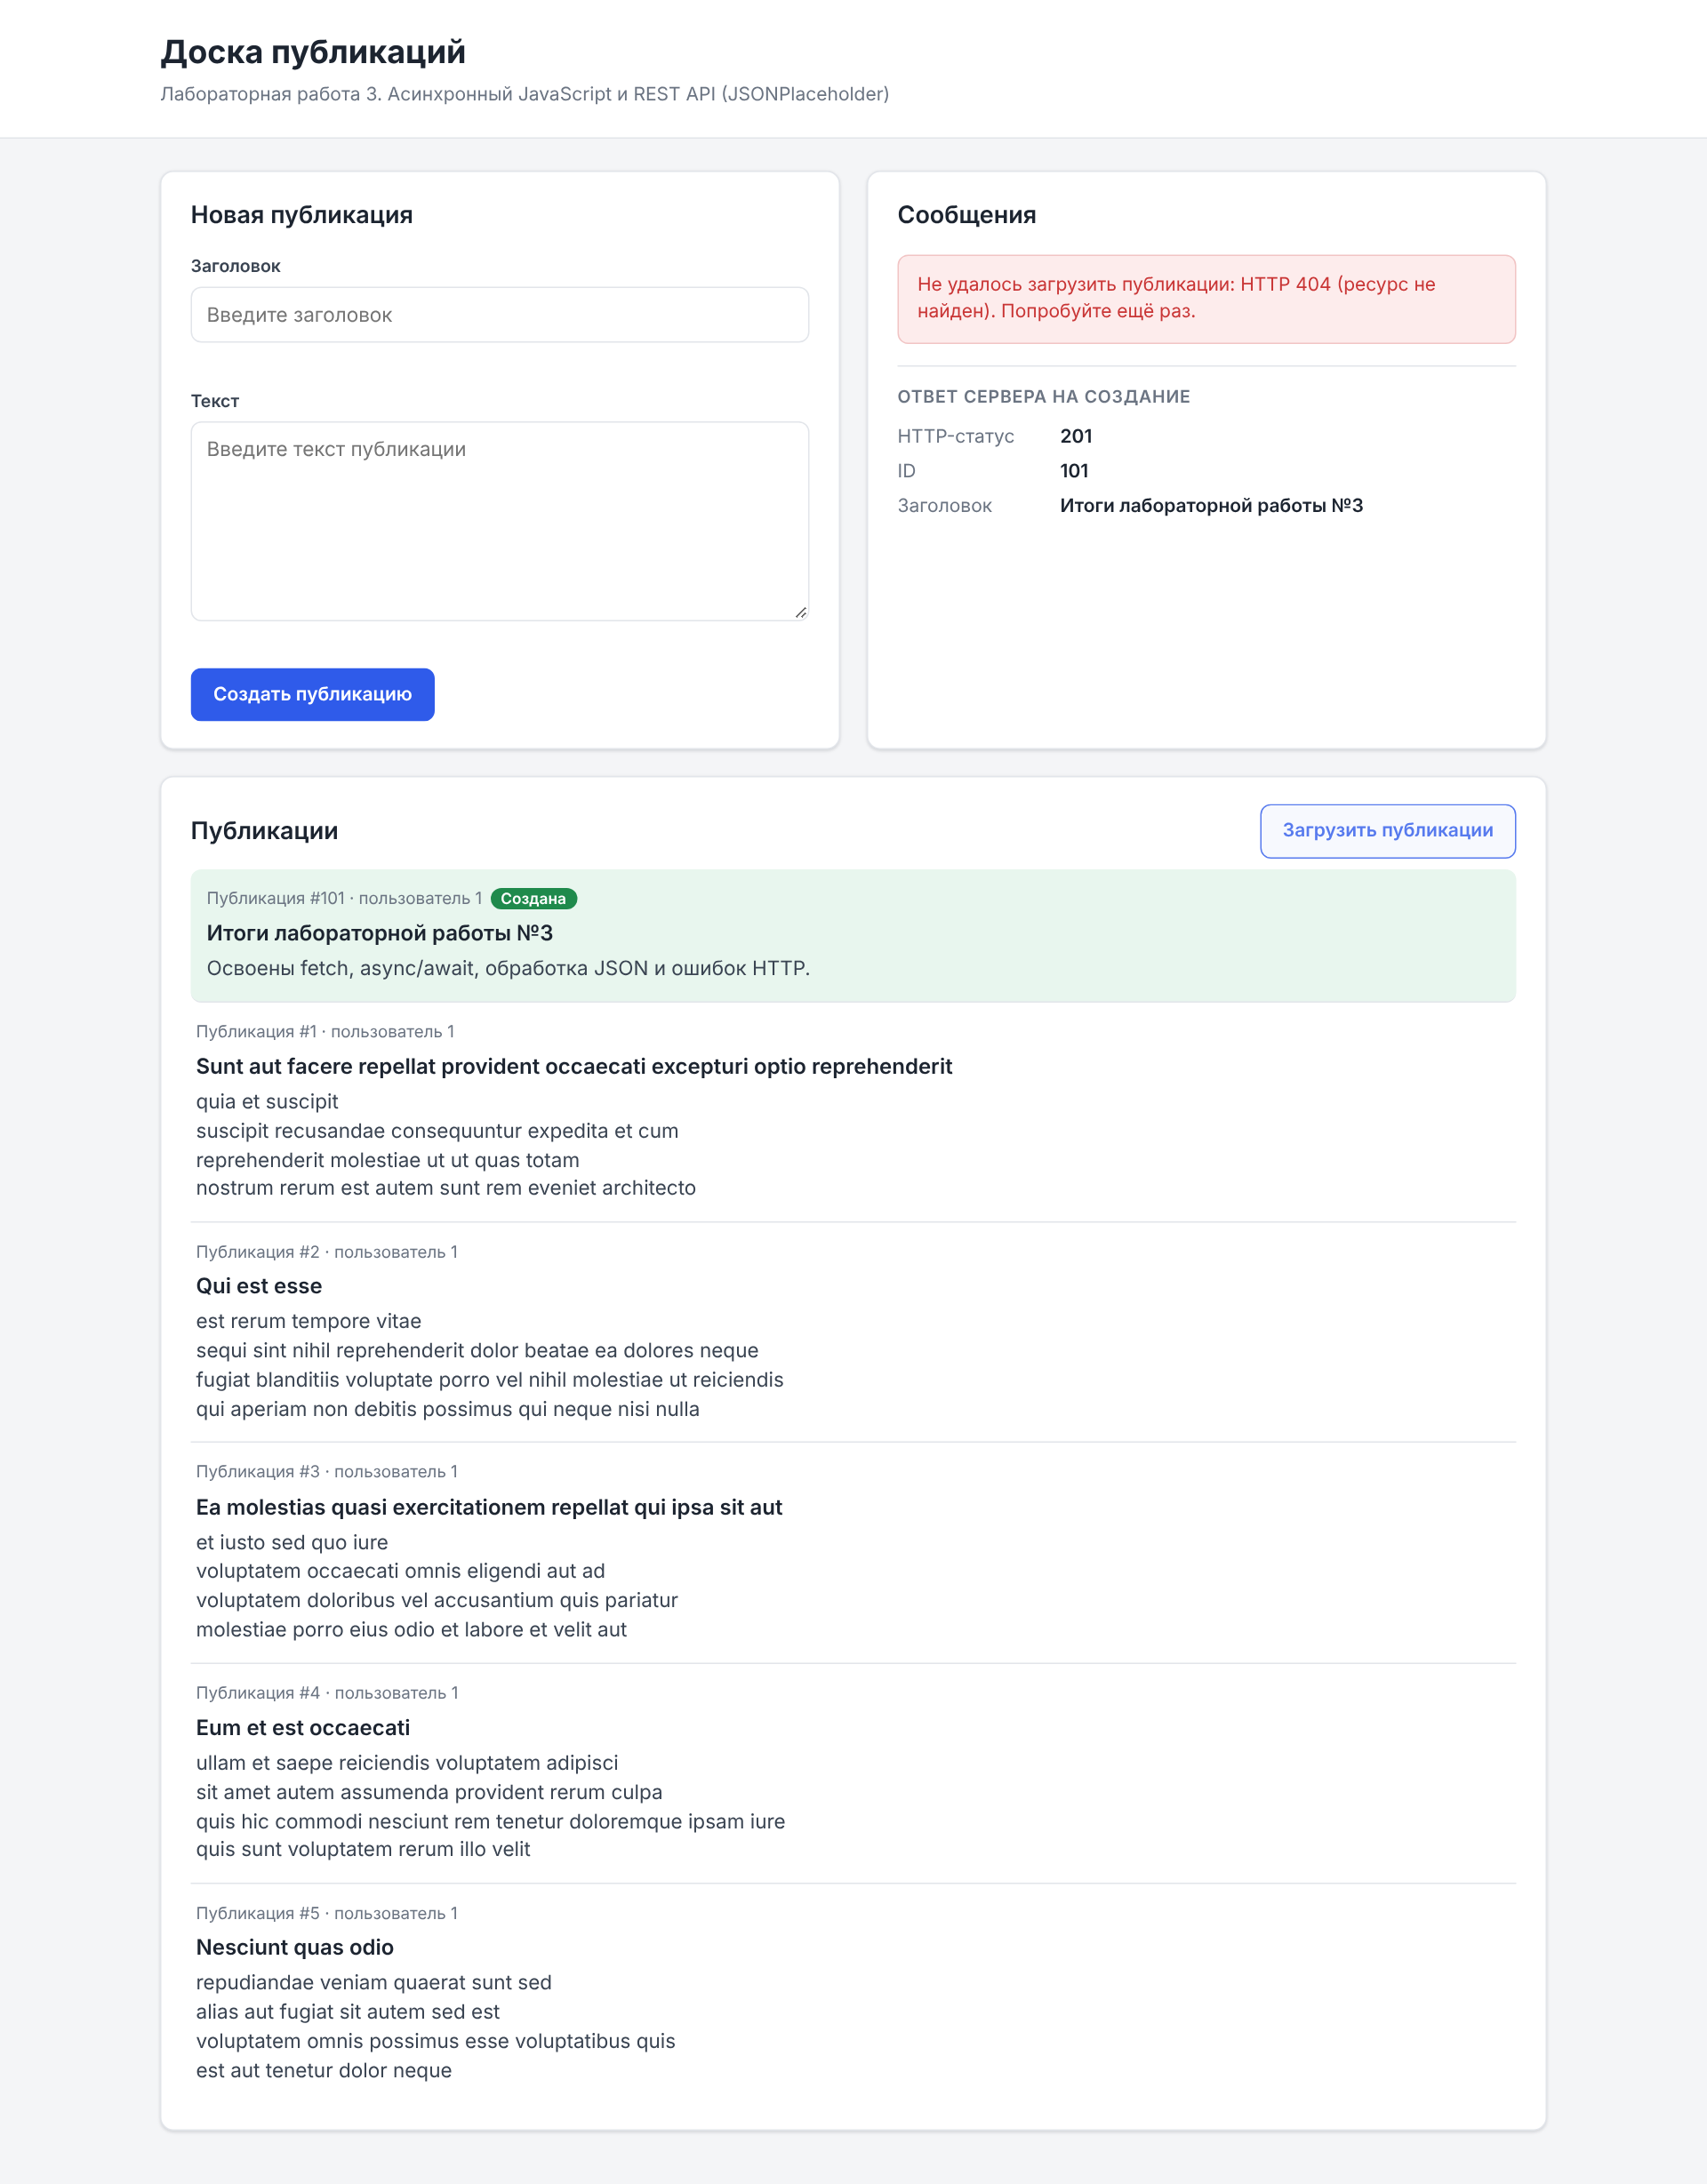 Доска публикаций
Лабораторная работа 3. Асинхронный JavaScript и REST API (JSONPlaceholder)
Новая публикация
Заголовок
Введите заголовок
Текст
Введите текст публикации
Создать публикацию
Сообщения
Не удалось загрузить публикации: HTTP 404 (ресурс не
найден). Попробуйте ещё раз.
ОТВЕТ СЕРВЕРА НА СОЗДАНИЕ
HTTP-статус 201
ID 101
Заголовок Итоги лабораторной работы №3
Публикации
Загрузить публикации
Публикация #101 · пользователь 1 Создана
Итоги лабораторной работы №3
Освоены fetch, async/await, обработка JSON и ошибок HTTP.
Публикация #1 · пользователь 1
Sunt aut facere repellat provident occaecati excepturi optio reprehenderit
quia et suscipit
suscipit recusandae consequuntur expedita et cum
reprehenderit molestiae ut ut quas totam
nostrum rerum est autem sunt rem eveniet architecto
Публикация #2 · пользователь 1
Qui est esse
est rerum tempore vitae
sequi sint nihil reprehenderit dolor beatae ea dolores neque
fugiat blanditiis voluptate porro vel nihil molestiae ut reiciendis
qui aperiam non debitis possimus qui neque nisi nulla
Публикация #3 · пользователь 1
Ea molestias quasi exercitationem repellat qui ipsa sit aut
et iusto sed quo iure
voluptatem occaecati omnis eligendi aut ad
voluptatem doloribus vel accusantium quis pariatur
molestiae porro eius odio et labore et velit aut
Публикация #4 · пользователь 1
Eum et est occaecati
ullam et saepe reiciendis voluptatem adipisci
sit amet autem assumenda provident rerum culpa
quis hic commodi nesciunt rem tenetur doloremque ipsam iure
quis sunt voluptatem rerum illo velit
Публикация #5 · пользователь 1
Nesciunt quas odio
repudiandae veniam quaerat sunt sed
alias aut fugiat sit autem sed est
voluptatem omnis possimus esse voluptatibus quis
est aut tenetur dolor neque